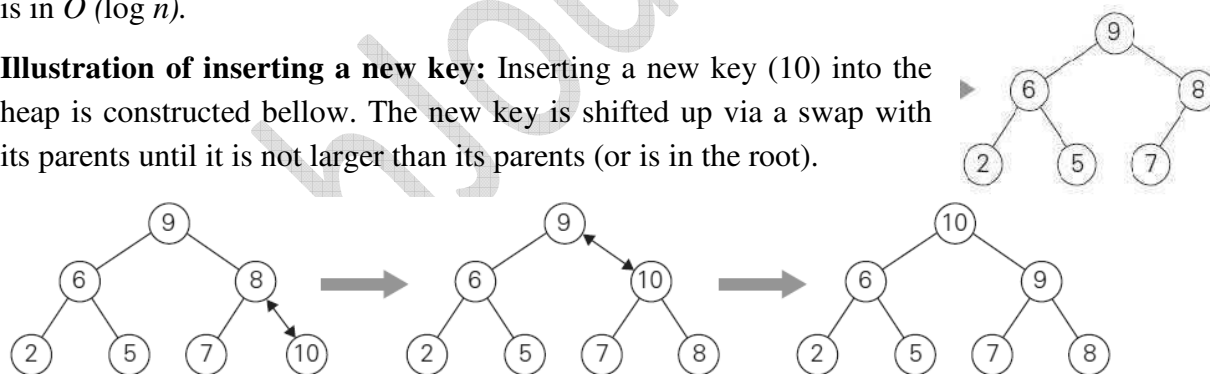 is in O (log n).
Illustration of inserting a new key: Inserting a new key (10) into the
heap is constructed bellow. The new key is shifted up via a swap with
its parents until it is not larger than its parents (or is in the root).
9
6 8
2 5 7
9 9 10
6 8 6 10 6 9
2 5 7 10 2 5 7 8 2 5 7 8